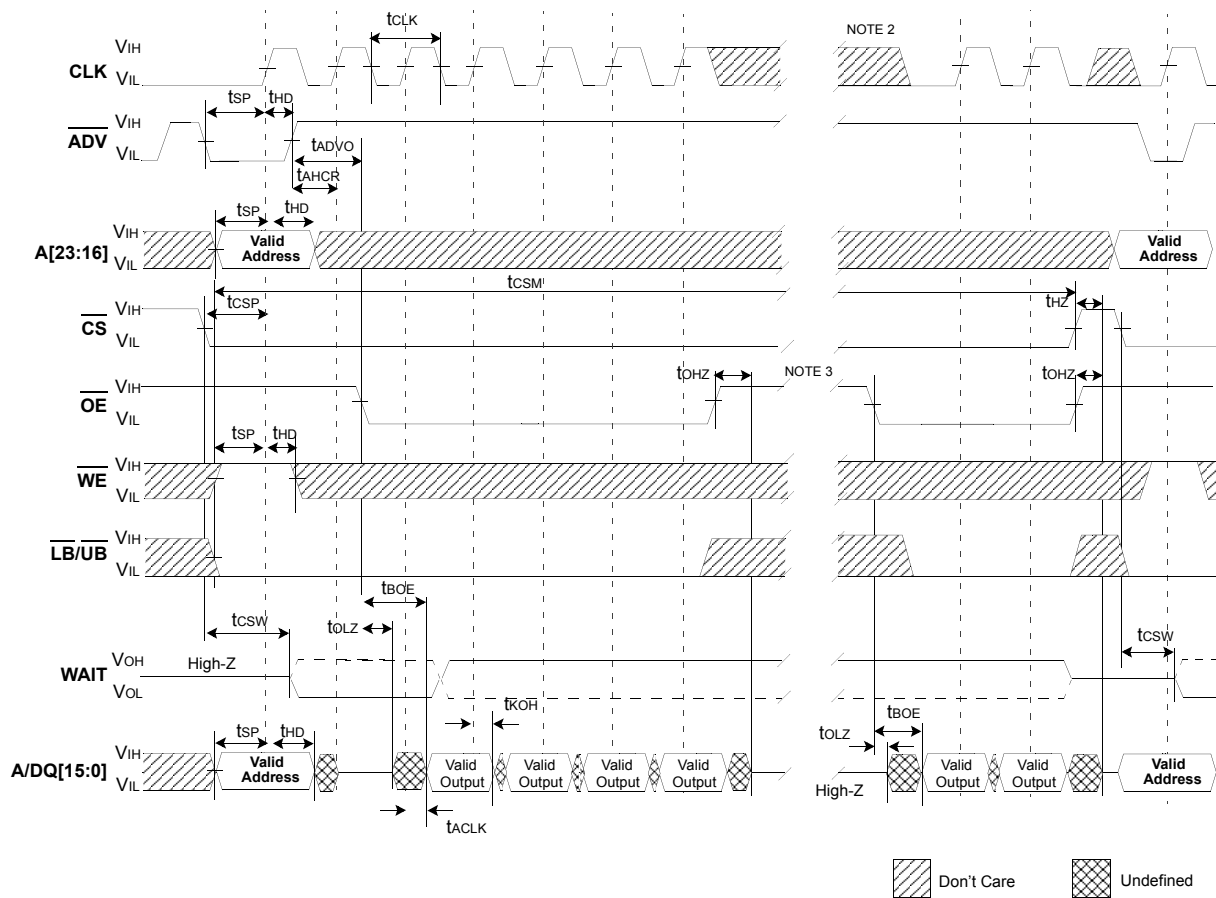 tCLK
NOTE 2
VIH
CLK
VIL
tSP
tHD
VIH
ADV
VIL
tADVO
tAHCR
tSP
tHD
VIH
A[23:16]
VIL
Valid
Address
Valid
Address
tCSM
tCSP
tHZ
VIH
CS
VIL
tOHZ
NOTE 3
tOHZ
VIH
OE
VIL
tSP
tHD
VIH
WE
VIL
VIH
LB/UB
VIL
tBOE
tCSW
tOLZ
tCSW
VOH
High-Z
WAIT
VOL
tKOH
tBOE
tSP
tHD
tOLZ
VIH
A/DQ[15:0]
VIL
Valid
Address
Valid
Output
Valid
Output
Valid
Output
Valid
Output
High-Z
Valid
Output
Valid
Output
Valid
Address
tACLK
Don't Care
Undefined